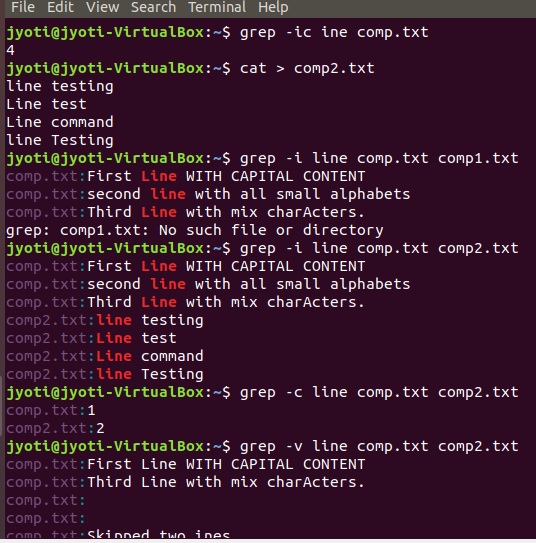 File Edit View Search Terminal Help
jyoti@jyoti-VirtualBox:~$ grep -ic ine comp.txt
4
jyoti@jyoti-VirtualBox:~$ cat > comp2.txt
line testing
Line test
Line command
line Testing
jyoti@jyoti-VirtualBox:~$ grep -i line comp.txt comp1.txt
comp.txt:First Line WITH CAPITAL CONTENT
comp.txt:second line with all small alphabets
comp.txt:Third Line with mix charActers.
grep: comp1.txt: No such file or directory
jyoti@jyoti-VirtualBox:~$ grep -i line comp.txt comp2.txt
comp.txt:First Line WITH CAPITAL CONTENT
comp.txt:second line with all small alphabets
comp.txt:Third Line with mix charActers.
comp2.txt:line testing
comp2.txt:Line test
comp2.txt:Line command
comp2.txt:line Testing
jyoti@jyoti-VirtualBox:~$ grep -c line comp.txt comp2.txt
comp.txt:1
comp2.txt:2
jyoti@jyoti-VirtualBox:~$ grep -v line comp.txt comp2.txt
comp.txt:First Line WITH CAPITAL CONTENT
comp.txt:Third Line with mix charActers.
comp.txt:
comp.txt:
comp.txt:Skipped two ines